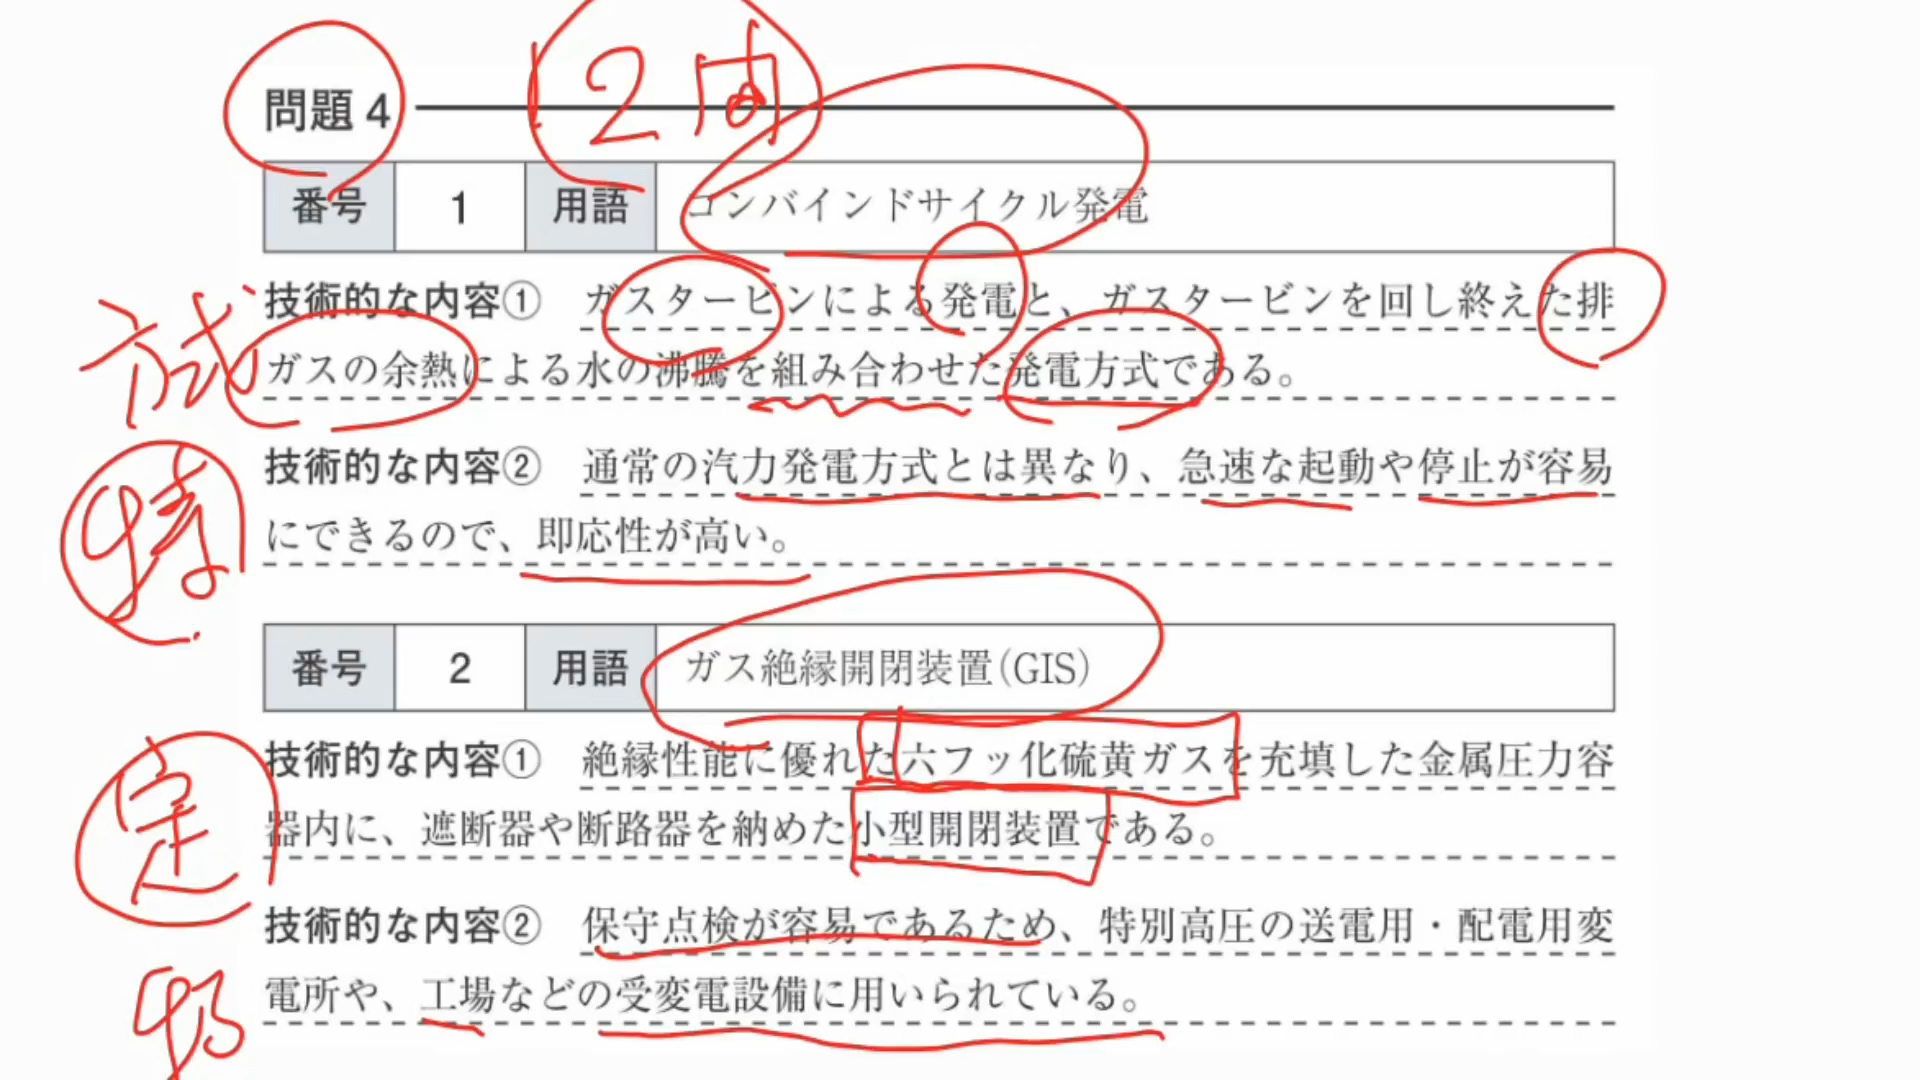 問題4 2問
番号 1 用語 コンバインドサイクル発電
技術的な内容① ガスタービンによる発電と、ガスタービンを回し終えた排
ガスの余熱による水の沸騰を組み合わせた発電方式である。
方式
技術的な内容② 通常の汽力発電方式とは異なり、急速な起動や停止が容易
にできるので、即応性が高い。
特
番号 2 用語 ガス絶縁開閉装置(GIS)
技術的な内容① 絶縁性能に優れた六フッ化硫黄ガスを充填した金属圧力容
器内に、遮断器や断路器を納めた小型開閉装置である。
定
技術的な内容② 保守点検が容易であるため、特別高圧の送電用・配電用変
電所や、工場などの受変電設備に用いられている。